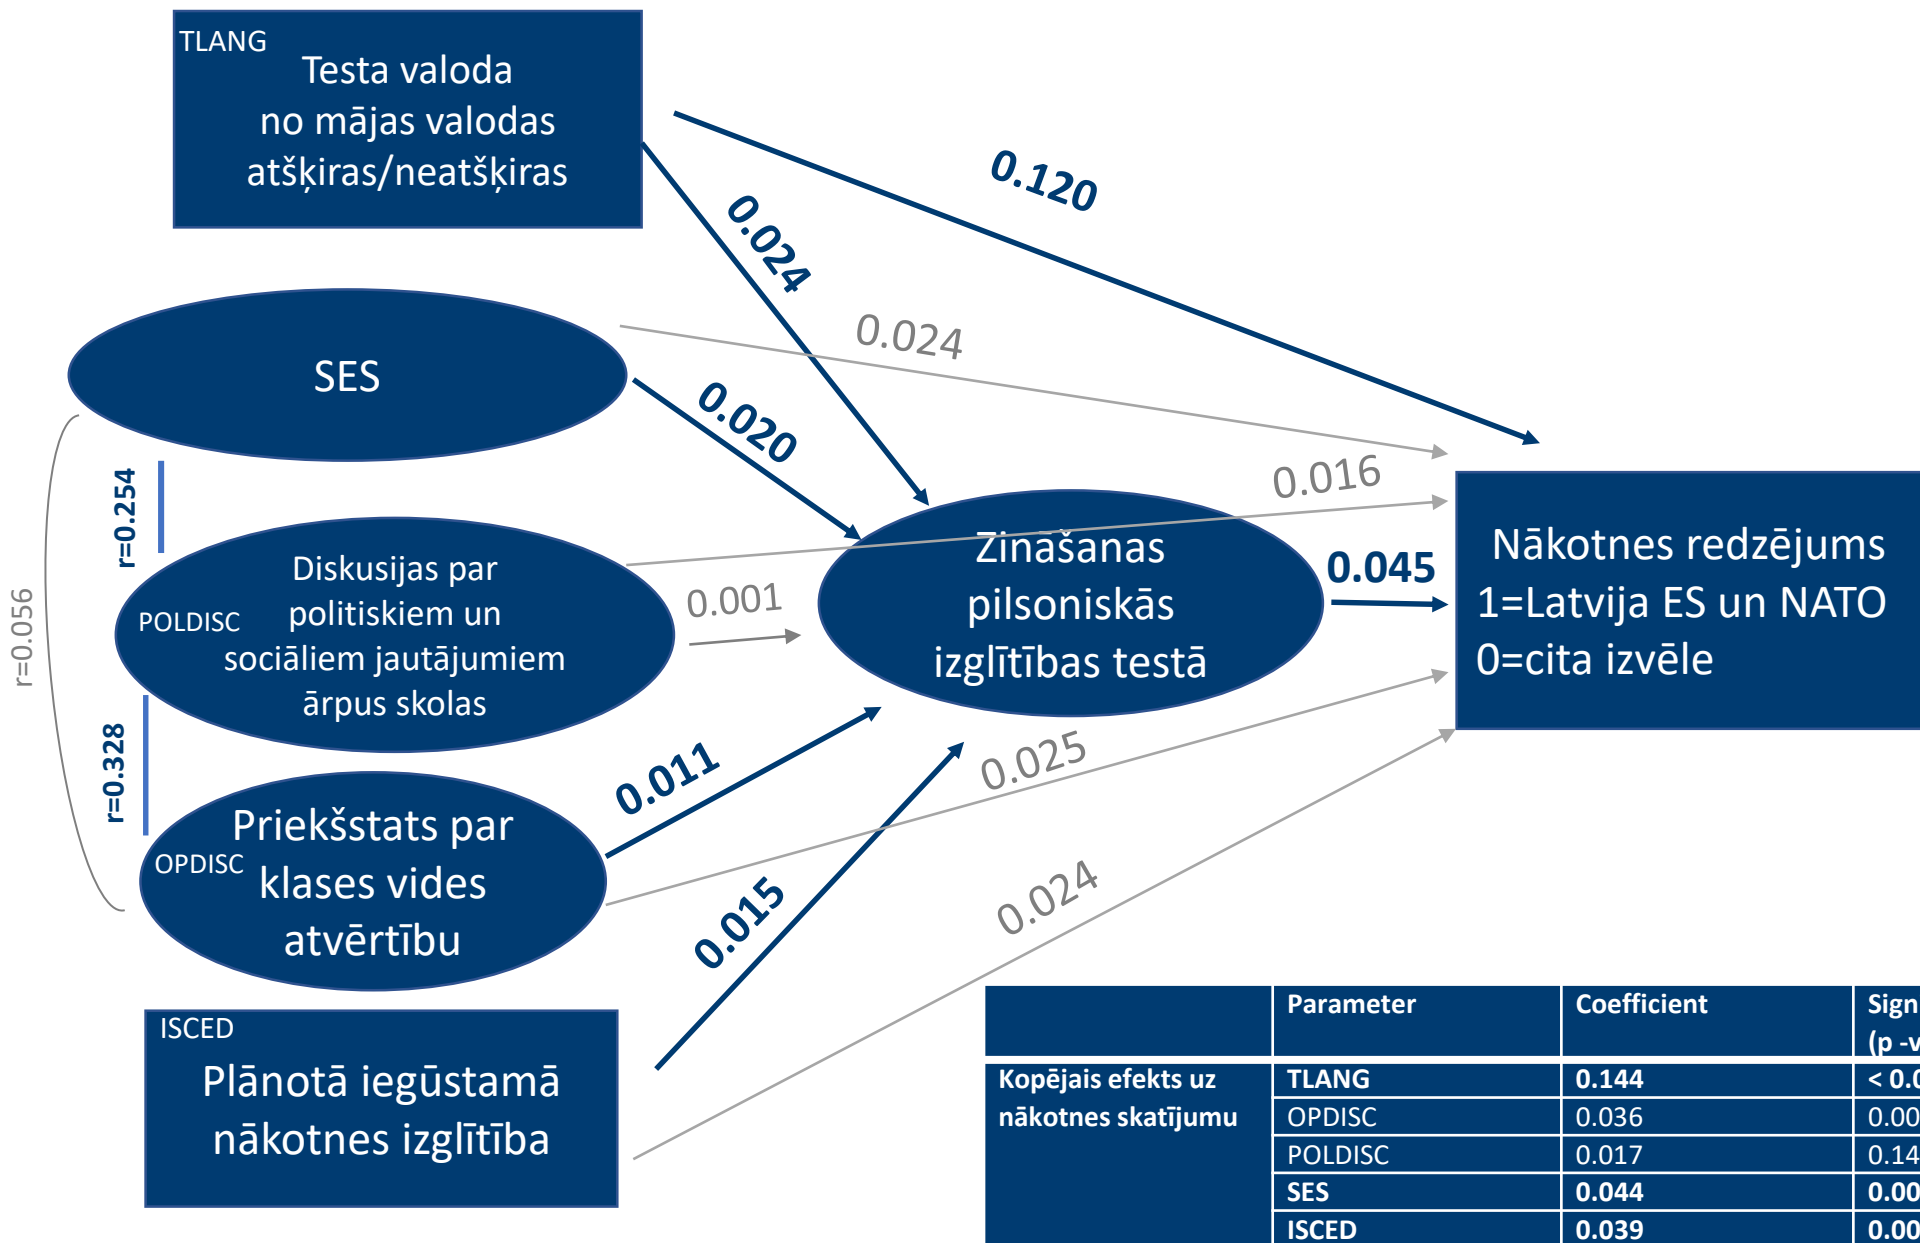 TLANG
Testa valoda
no mājas valodas
atšķiras/neatšķiras
0.120
0.024
SES
0.024
0.020
r=0.254
r=0.056
POLDISC
Diskusijas par
politiskiem un
sociāliem jautājumiem
ārpus skolas
0.016
0.001
Zināšanas
pilsoniskās
izglītības testā
0.045
Nākotnes redzējums
1=Latvija ES un NATO
0=cita izvēle
r=0.328
OPDISC
Priekšstats par
klases vides
atvērtību
0.011
0.025
0.015
0.024
ISCED
Plānotā iegūstamā
nākotnes izglītība
Parameter Coefficient
Kopējais efekts uz
nākotnes skatījumu
TLANG 0.144
OPDISC 0.036
POLDISC 0.017
SES 0.044
ISCED 0.039